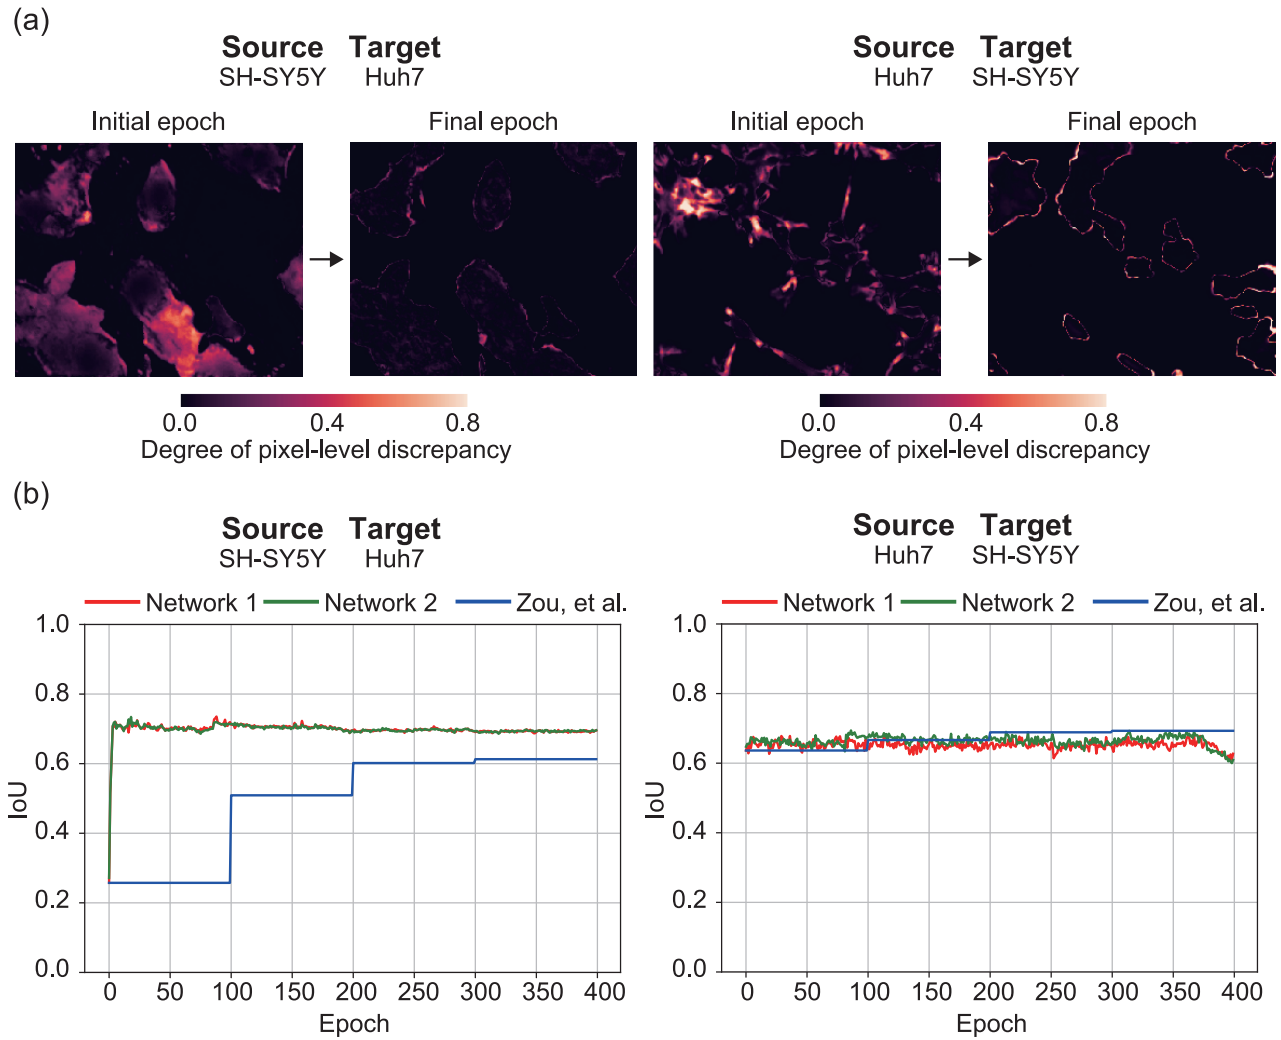 (a)
Source Target
SH-SY5Y Huh7
Source Target
Huh7 SH-SY5Y
Initial epoch
Final epoch
Initial epoch
Final epoch
0.0 0.4 0.8
Degree of pixel-level discrepancy
0.0 0.4 0.8
Degree of pixel-level discrepancy
(b)
Source Target
SH-SY5Y Huh7
Network 1 Network 2 Zou, et al.
1.0
0.8
0.6
0.4
0.2
0.0
IoU
0 50 100 150 200 250 300 350 400
Epoch
Source Target
Huh7 SH-SY5Y
Network 1 Network 2 Zou, et al.
1.0
0.8
0.6
0.4
0.2
0.0
IoU
0 50 100 150 200 250 300 350 400
Epoch